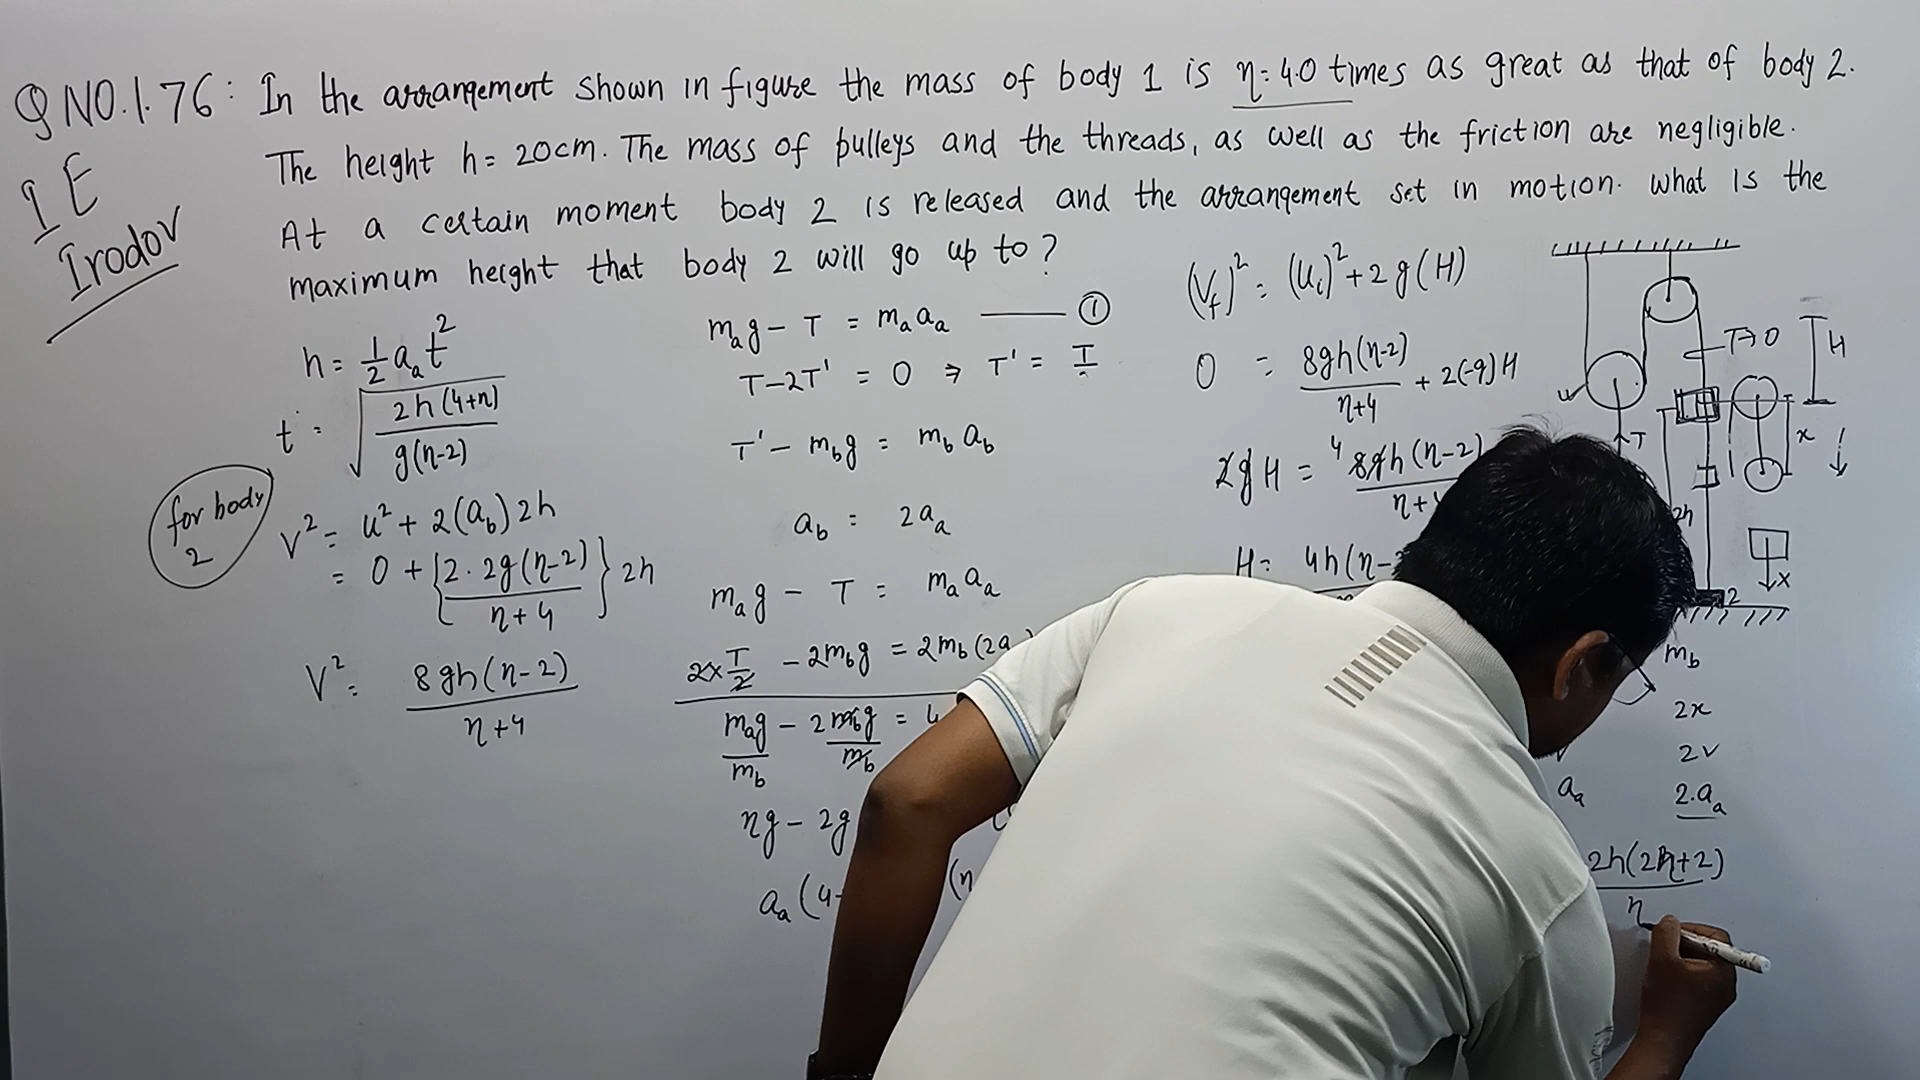 Q NO.1.76: In the arrangement shown in figure the mass of body 1 is η=4.0 times as great as that of body 2.
The height h= 20cm. The mass of pulleys and the threads, as well as the friction are negligible.
At a certain moment body 2 is released and the arrangement set in motion. What is the
maximum height that body 2 will go up to?
I E
Irodov
h = 1/2 a_a t^2
t = √(2h(4+η)/g(η-2))
for body
2
V^2 = u^2 + 2(a_b)2h
= 0 + {2.2g(η-2)/η+4}2h
V^2 = 8gh(η-2)/η+4
m_a g - T = m_a a_a ——— ①
T-2T' = 0 ⇒ T' = T
T' - m_b g = m_b a_b
a_b = 2a_a
m_a g - T = m_a a_a
2×T/2 - 2m_b g = 2m_b(2a
m_a g/m_b - 2m_b g/m_b = 4
ηg - 2g
a_a(4
(η
(V_f)^2 = (u_i)^2 + 2g(H)
0 = 8gh(η-2)/η+4 + 2(-g)H
2gH = 4 8gh(η-2)/η+
H = 4h(η-
T→0
H
T
x
2h
x
2
m_b
2x
2v
a_a 2.a_a
2h(2η+2)
η